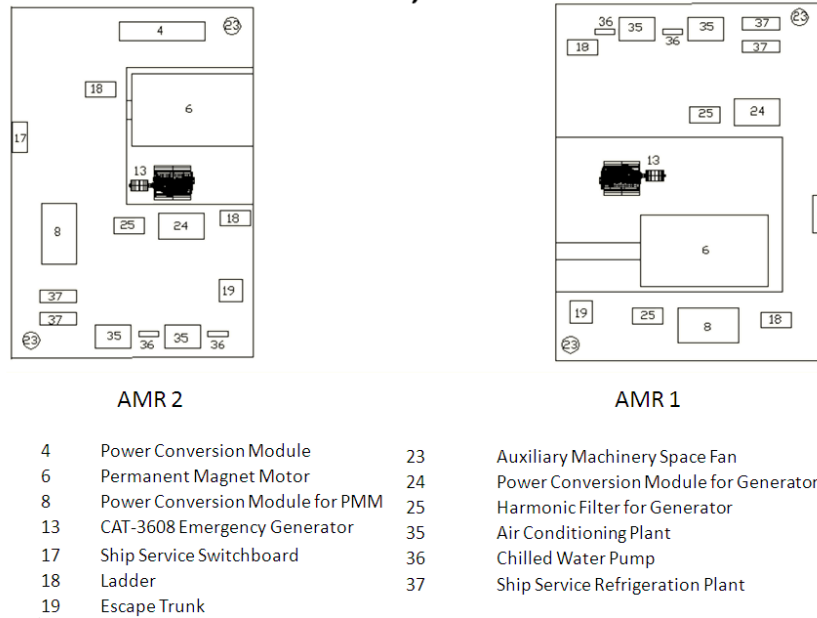 4
23
18
6
17
13
8
25
24
18
19
37
37
23
35
36
35
36
36
35
35
37
23
18
36
37
25
24
13
6
19
25
8
18
23
AMR 2
AMR 1
4 Power Conversion Module
6 Permanent Magnet Motor
8 Power Conversion Module for PMM
13 CAT-3608 Emergency Generator
17 Ship Service Switchboard
18 Ladder
19 Escape Trunk
23 Auxiliary Machinery Space Fan
24 Power Conversion Module for Generator
25 Harmonic Filter for Generator
35 Air Conditioning Plant
36 Chilled Water Pump
37 Ship Service Refrigeration Plant